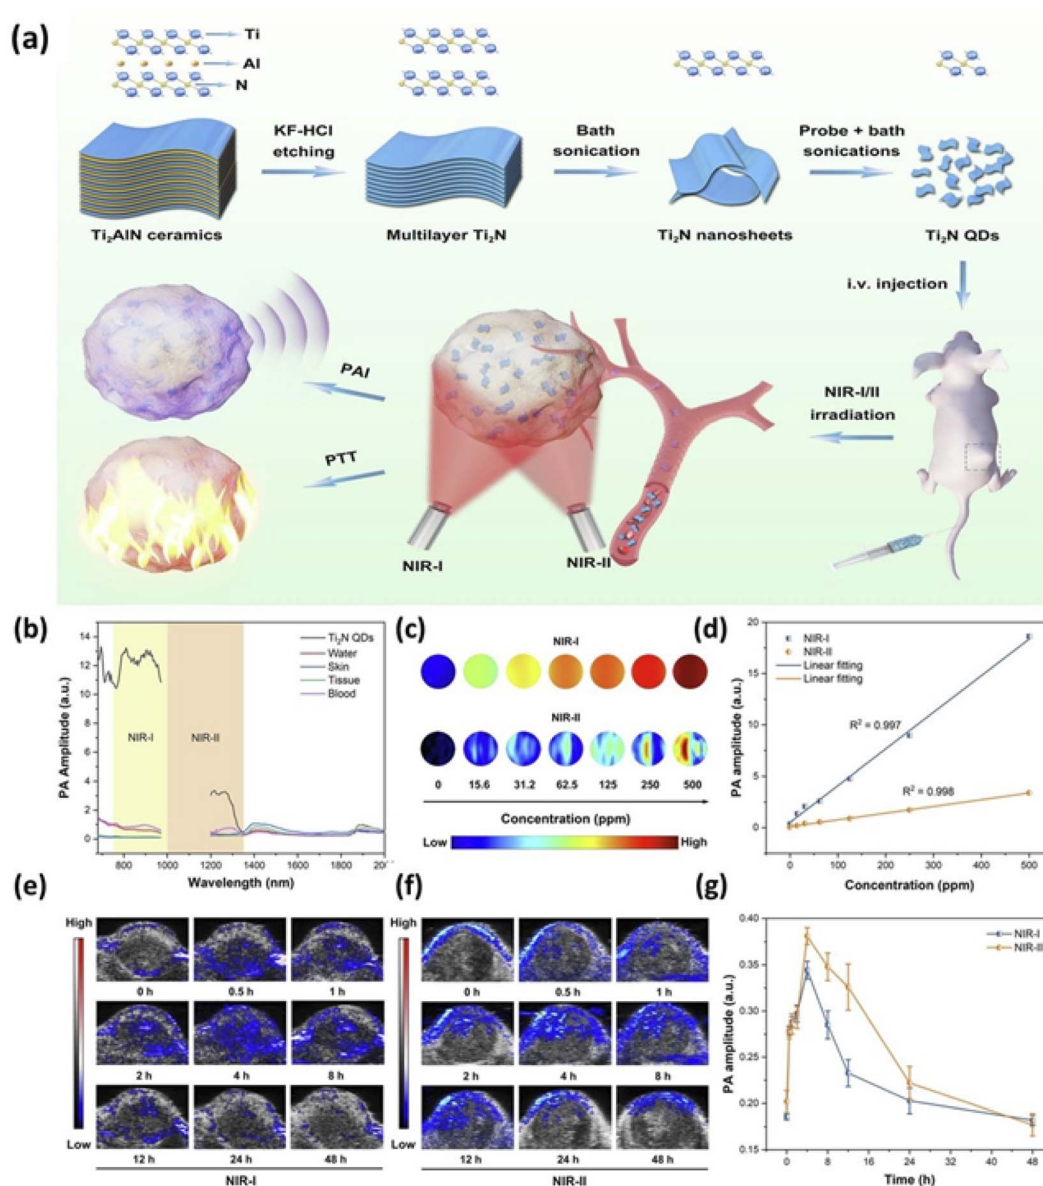 (a)
Ti
Al
N
KF-HCl
etching
Bath
sonication
Probe + bath
sonications
Ti₂AlN ceramics
Multilayer Ti₂N
Ti₂N nanosheets
Ti₂N QDs
i.v. injection
NIR-I/II
irradiation
PAI
PTT
NIR-I
NIR-II
(b)
PA Amplitude (a.u.)
14
12
10
8
6
4
2
0
Ti₂N QDs
Water
Skin
Tissue
Blood
NIR-I
NIR-II
800 1000 1200 1400 1600 1800
Wavelength (nm)
(c)
NIR-I
NIR-II
0 15.6 31.2 62.5 125 250 500
Concentration (ppm)
Low High
(d)
PA amplitude (a.u.)
20
15
10
5
0
NIR-I
NIR-II
Linear fitting
Linear fitting
R² = 0.997
R² = 0.998
0 100 200 300 400 500
Concentration (ppm)
(e)
High
Low
0 h 0.5 h 1 h
2 h 4 h 8 h
12 h 24 h 48 h
NIR-I
(f)
High
Low
0 h 0.5 h 1 h
2 h 4 h 8 h
12 h 24 h 48 h
NIR-II
(g)
PA amplitude (a.u.)
0.40
0.35
0.30
0.25
0.20
0.15
NIR-I
NIR-II
0 8 16 24 32 40 48
Time (h)